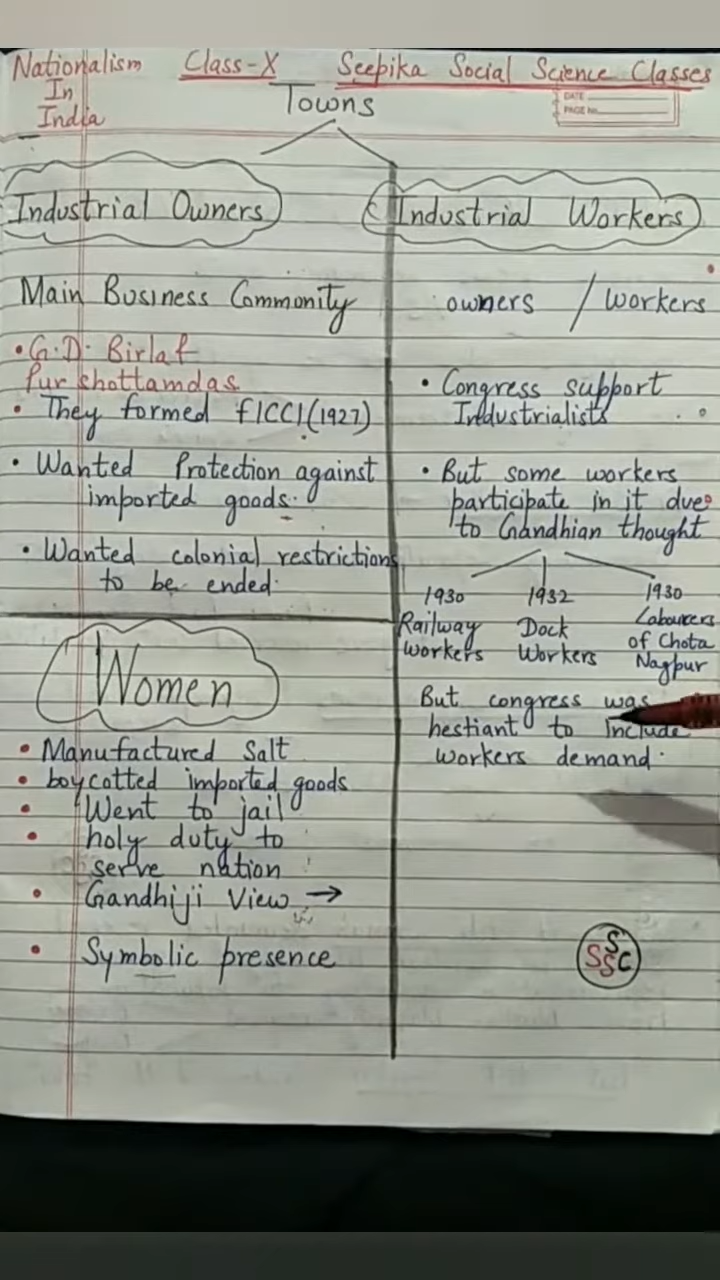 Nationalism Class-X Seepika Social Science Classes
In
India
DATE
PAGE No.
Towns
Industrial Owners
Main Business Community
• G.D. Birla &
Purshottamdas
• They formed FICCI (1927)
• Wanted Protection against
imported goods.
• Wanted colonial restrictions
to be ended.
Industrial Workers
owners / workers
• Congress support
Industrialists
• But some workers
participate in it due
to Gandhian thought
1930 1932 1930
Railway Dock Labourers
workers Workers of Chota
Nagpur
But congress was
hestiant to Include
workers demand.
Women
• Manufactured Salt
• boycotted imported goods
• Went to jail
• holy duty to
serve nation
• Gandhiji View →
• Symbolic presence
SSSC